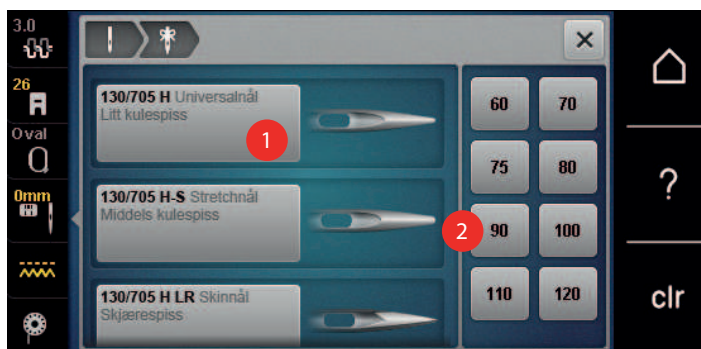 3.0
26
Oval
0mm
130/705 H Universalnål
Litt kulespiss
1
130/705 H-S Stretchnål
Middels kulespiss
2
130/705 H LR Skinnål
Skjærespiss
60 70
75 80
90 100
110 120
?
clr